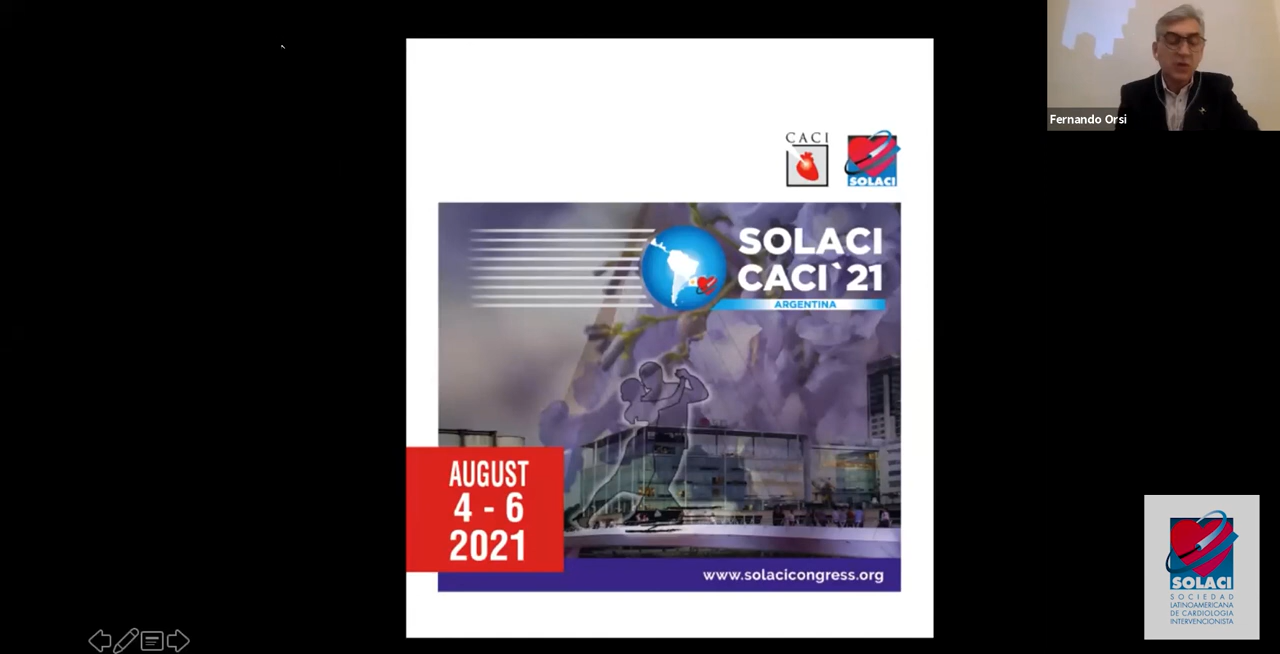 Fernando Orsi
CACI
SOLACI
SOLACI
CACI`21
ARGENTINA
AUGUST
4 - 6
2021
www.solacicongress.org
SOLACI
SOCIEDAD
LATINOAMERICANA
DE CARDIOLOGIA
INTERVENCIONISTA